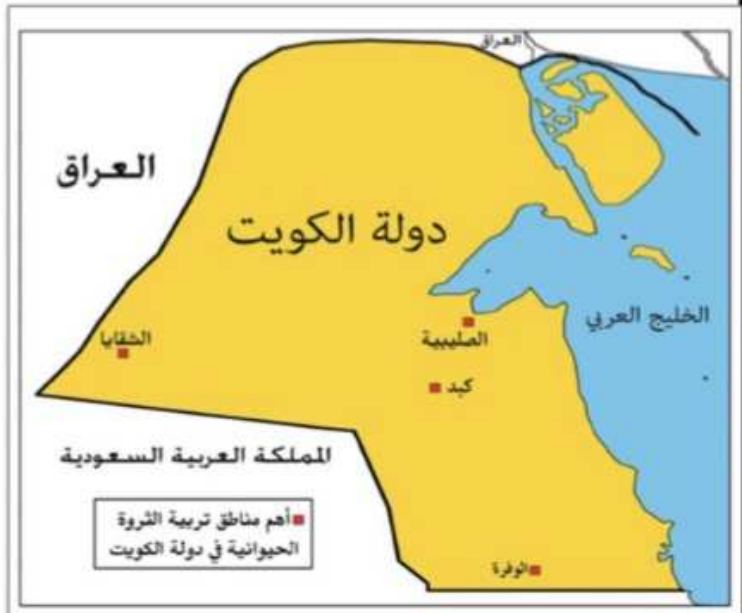 العراق
العراق
دولة الكويت
الخليج العربي
الصليبية
الشقايا
كبد
المملكة العربية السعودية
أهم مناطق تربية الثروة
الحيوانية في دولة الكويت
الوفرة